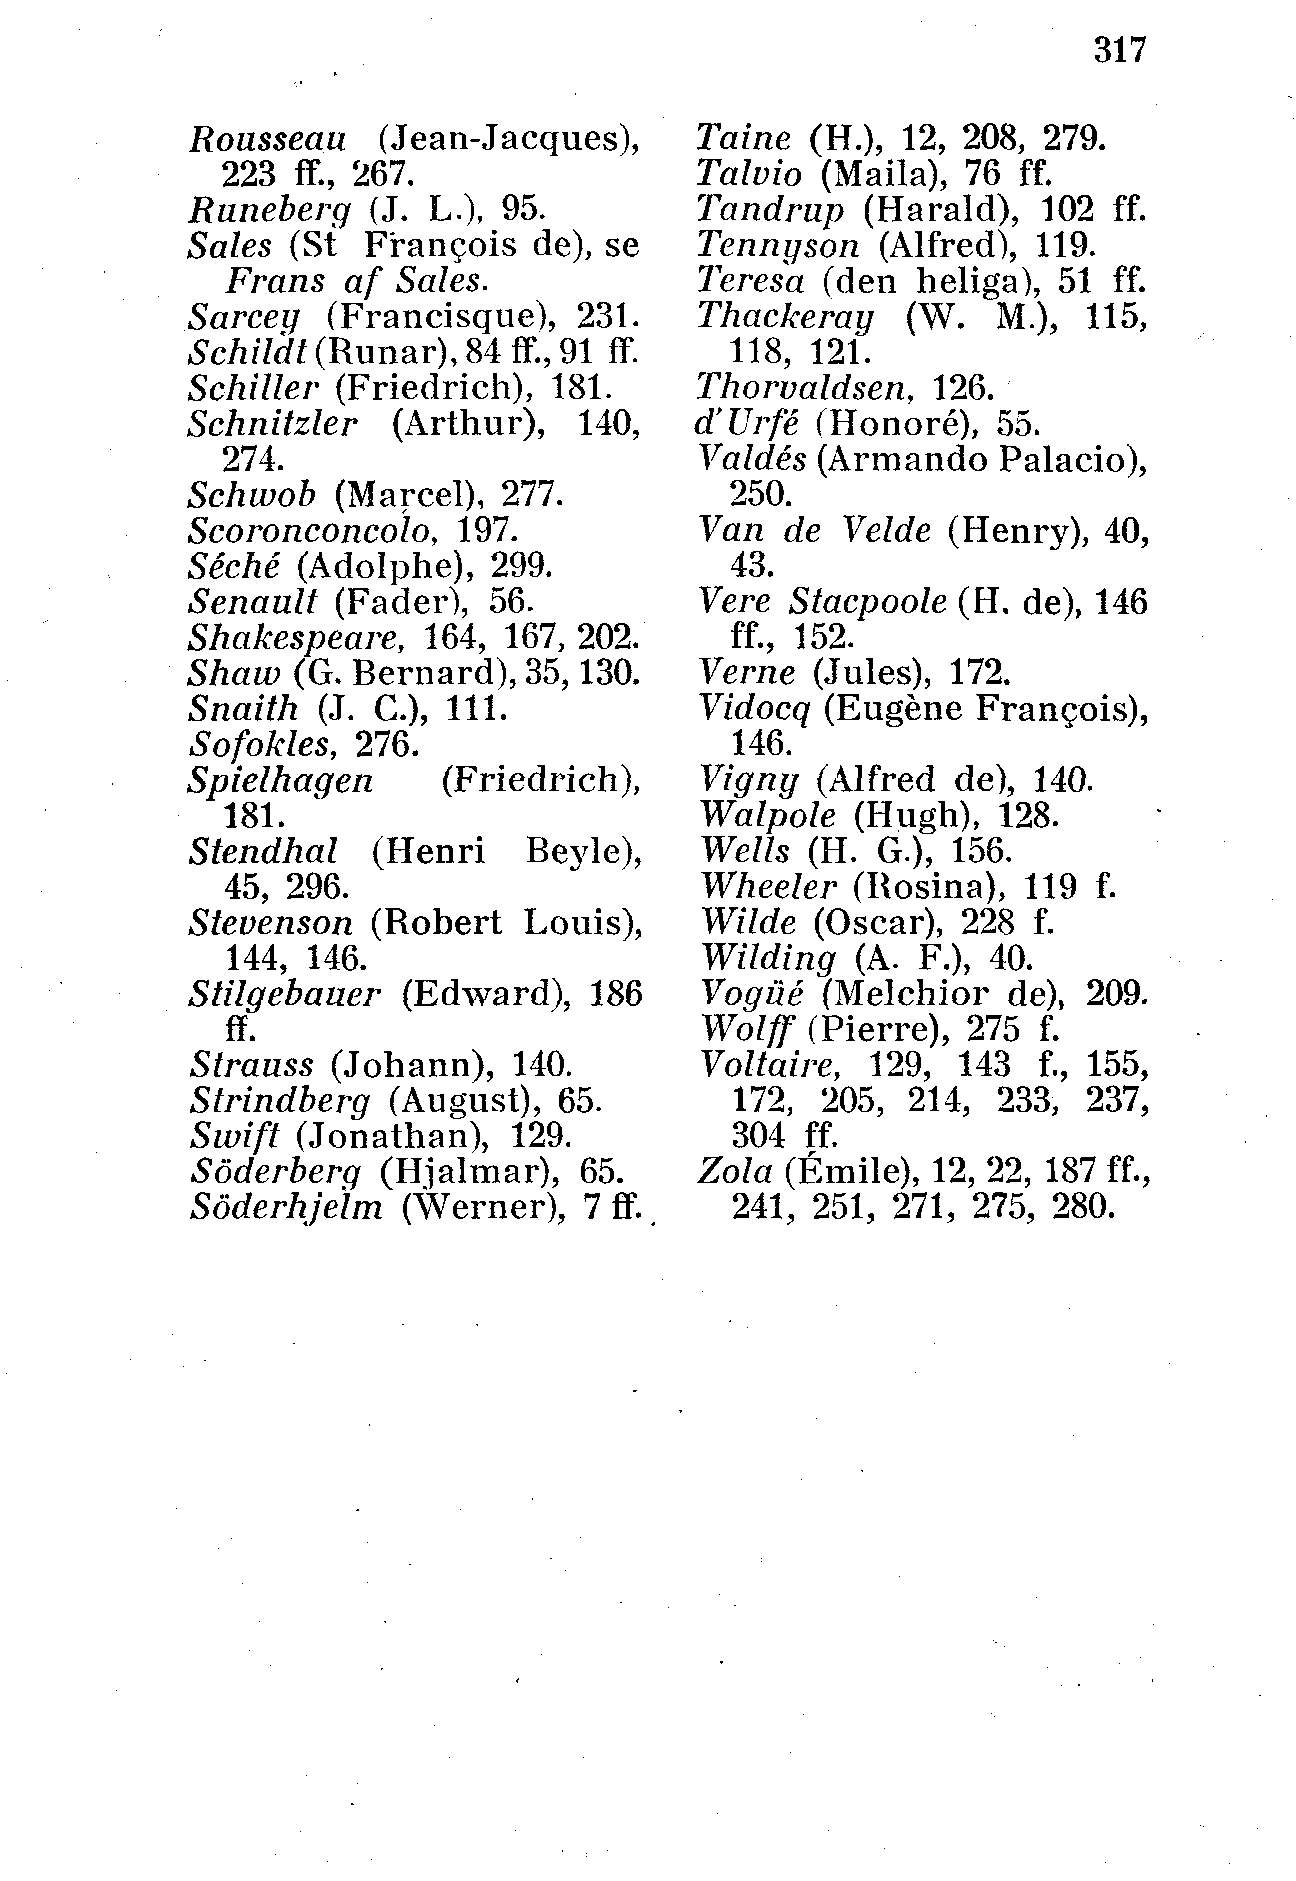 317
Rousseau (Jean-Jacques),
223 ff., 267.
Runeberg (J. L.), 95.
Sales (St François de), se
Frans af Sales.
Sarcey (Francisque), 231.
Schildt (Runar), 84 ff., 91 ff.
Schiller (Friedrich), 181.
Schnitzler (Arthur), 140,
274.
Schwob (Marcel), 277.
Scoronconcolo, 197.
Séché (Adolphe), 299.
Senault (Fader), 56.
Shakespeare, 164, 167, 202.
Shaw (G. Bernard), 35, 130.
Snaith (J. C.), 111.
Sofokles, 276.
Spielhagen (Friedrich),
181.
Stendhal (Henri Beyle),
45, 296.
Stevenson (Robert Louis),
144, 146.
Stilgebauer (Edward), 186
ff.
Strauss (Johann), 140.
Strindberg (August), 65.
Swift (Jonathan), 129.
Söderberg (Hjalmar), 65.
Söderhjelm (Werner), 7 ff.
Taine (H.), 12, 208, 279.
Talvio (Maila), 76 ff.
Tandrup (Harald), 102 ff.
Tennyson (Alfred), 119.
Teresa (den heliga), 51 ff.
Thackeray (W. M.), 115,
118, 121.
Thorvaldsen, 126.
d'Urfé (Honoré), 55.
Valdés (Armando Palacio),
250.
Van de Velde (Henry), 40,
43.
Vere Stacpoole (H. de), 146
ff., 152.
Verne (Jules), 172.
Vidocq (Eugène François),
146.
Vigny (Alfred de), 140.
Walpole (Hugh), 128.
Wells (H. G.), 156.
Wheeler (Rosina), 119 f.
Wilde (Oscar), 228 f.
Wilding (A. F.), 40.
Vogüé (Melchior de), 209.
Wolff (Pierre), 275 f.
Voltaire, 129, 143 f., 155,
172, 205, 214, 233, 237,
304 ff.
Zola (Émile), 12, 22, 187 ff.,
241, 251, 271, 275, 280.